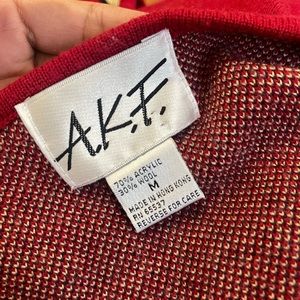 A.K.F.
70% ACRYLIC
30% WOOL
M
MADE IN HONG KONG
RN 65537
REVERSE FOR CARE